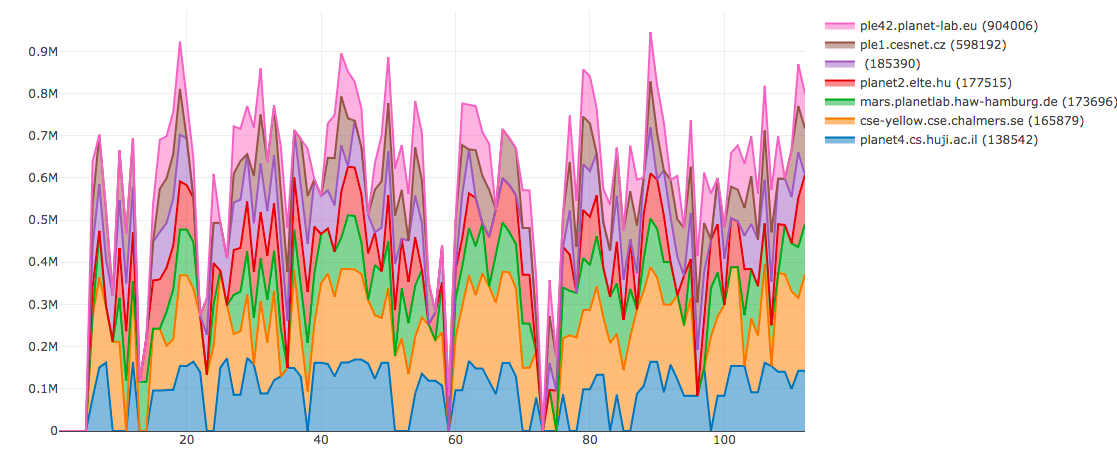 ple42.planet-lab.eu (904006)
ple1.cesnet.cz (598192)
(185390)
planet2.elte.hu (177515)
mars.planetlab.haw-hamburg.de (173696)
cse-yellow.cse.chalmers.se (165879)
planet4.cs.huji.ac.il (138542)
0.9M
0.8M
0.7M
0.6M
0.5M
0.4M
0.3M
0.2M
0.1M
0
20 40 60 80 100